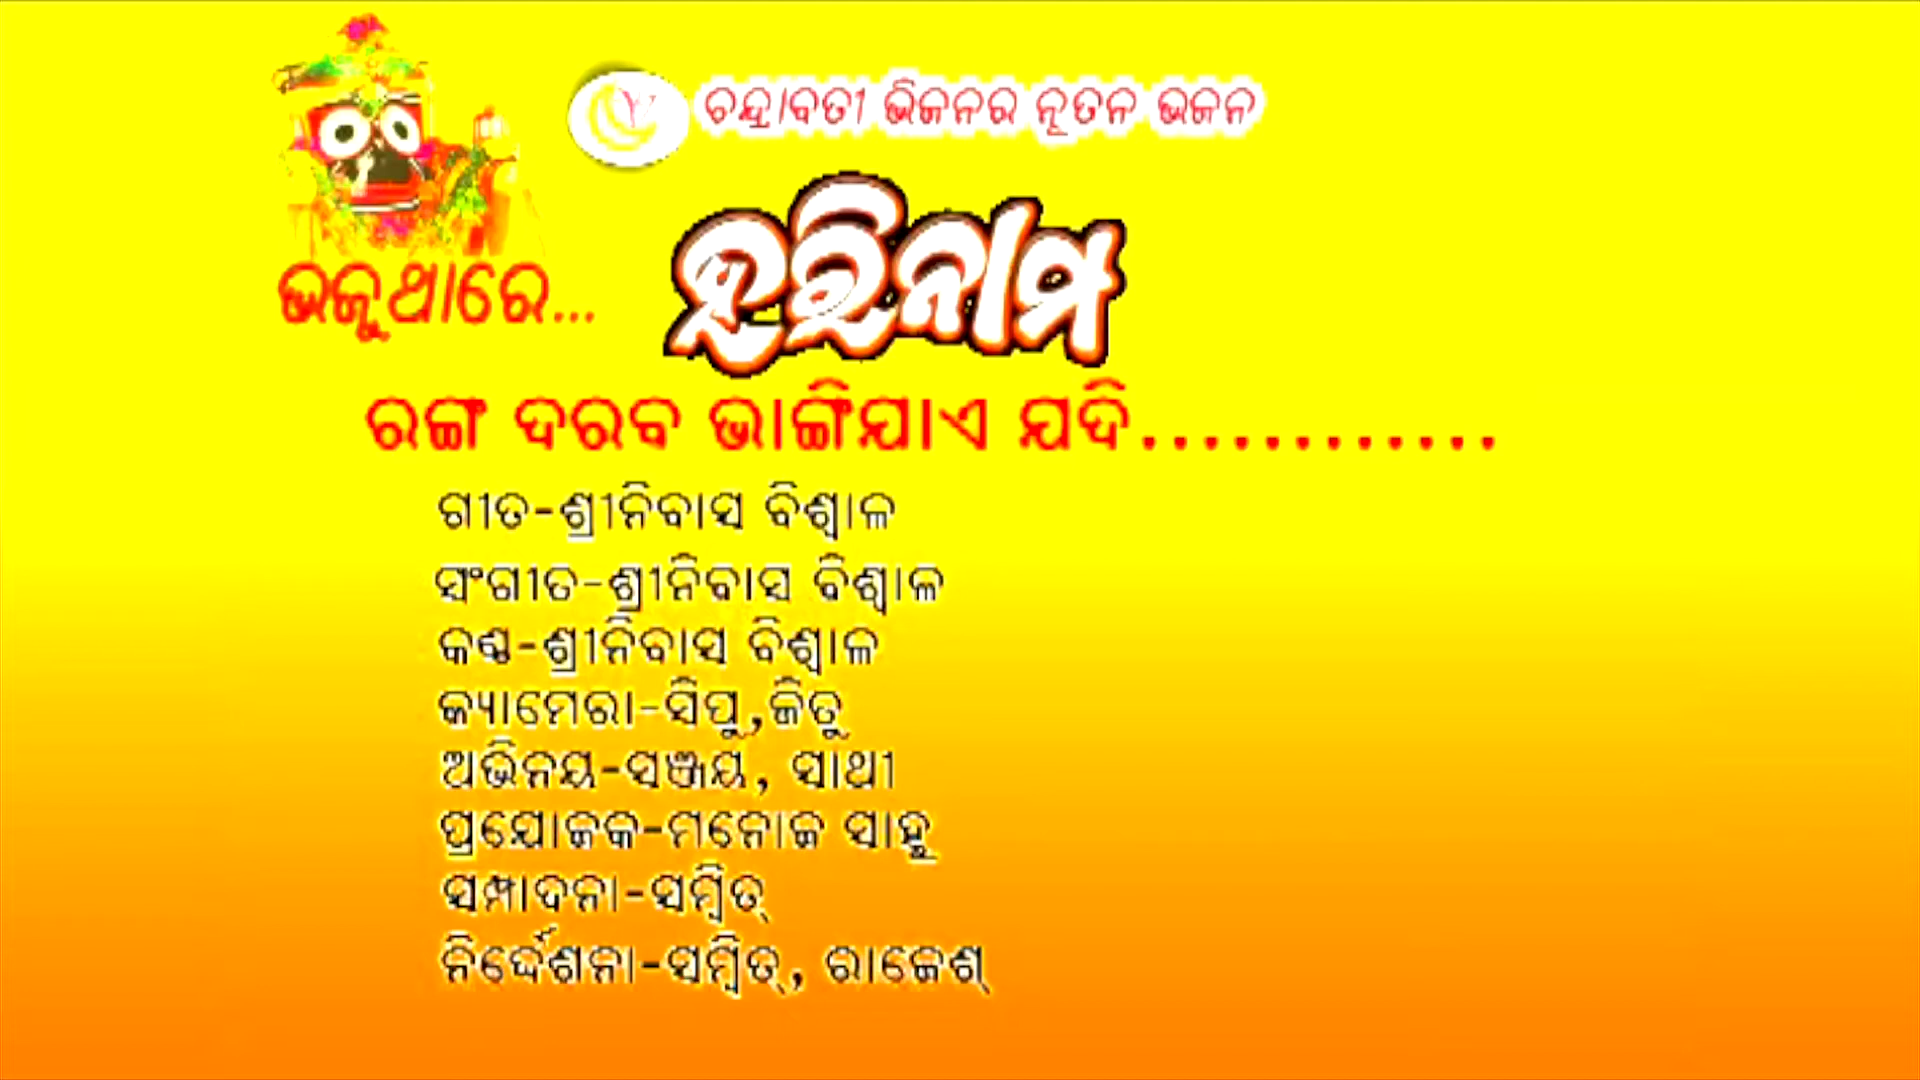 ଚନ୍ଦ୍ରାବତୀ ଭିଜନର ନୂତନ ଭଜନ
ଭଜୁଥାରେ... ହରିନାମ
ରଙ୍ଗ ଦରବ ଭାଙ୍ଗିଯାଏ ଯଦି............
ଗୀତ-ଶ୍ରୀନିବାସ ବିଶ୍ୱାଳ
ସଂଗୀତ-ଶ୍ରୀନିବାସ ବିଶ୍ୱାଳ
କଣ୍ଠ-ଶ୍ରୀନିବାସ ବିଶ୍ୱାଳ
କ୍ୟାମେରା-ସିପୁ,ଜିତୁ
ଅଭିନୟ-ସଞ୍ଜୟ, ସାଥୀ
ପ୍ରଯୋଜକ-ମନୋଜ ସାହୁ
ସମ୍ପାଦନା-ସମ୍ବିତ୍
ନିର୍ଦ୍ଦେଶନା-ସମ୍ବିତ୍, ରାକେଶ୍